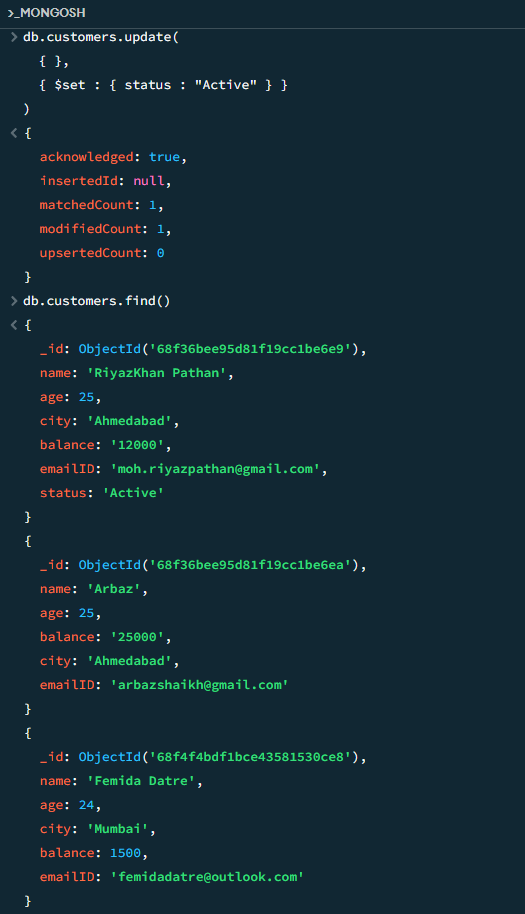 >_MONGOSH
> db.customers.update(
{ },
{ $set : { status : "Active" } }
)
< {
acknowledged: true,
insertedId: null,
matchedCount: 1,
modifiedCount: 1,
upsertedCount: 0
}
> db.customers.find()
< {
_id: ObjectId('68f36bee95d81f19cc1be6e9'),
name: 'RiyazKhan Pathan',
age: 25,
city: 'Ahmedabad',
balance: '12000',
emailID: 'moh.riyazpathan@gmail.com',
status: 'Active'
}
{
_id: ObjectId('68f36bee95d81f19cc1be6ea'),
name: 'Arbaz',
age: 25,
balance: '25000',
city: 'Ahmedabad',
emailID: 'arbazshaikh@gmail.com'
}
{
_id: ObjectId('68f4f4bdf1bce43581530ce8'),
name: 'Femida Datre',
age: 24,
city: 'Mumbai',
balance: 1500,
emailID: 'femidadatre@outlook.com'
}